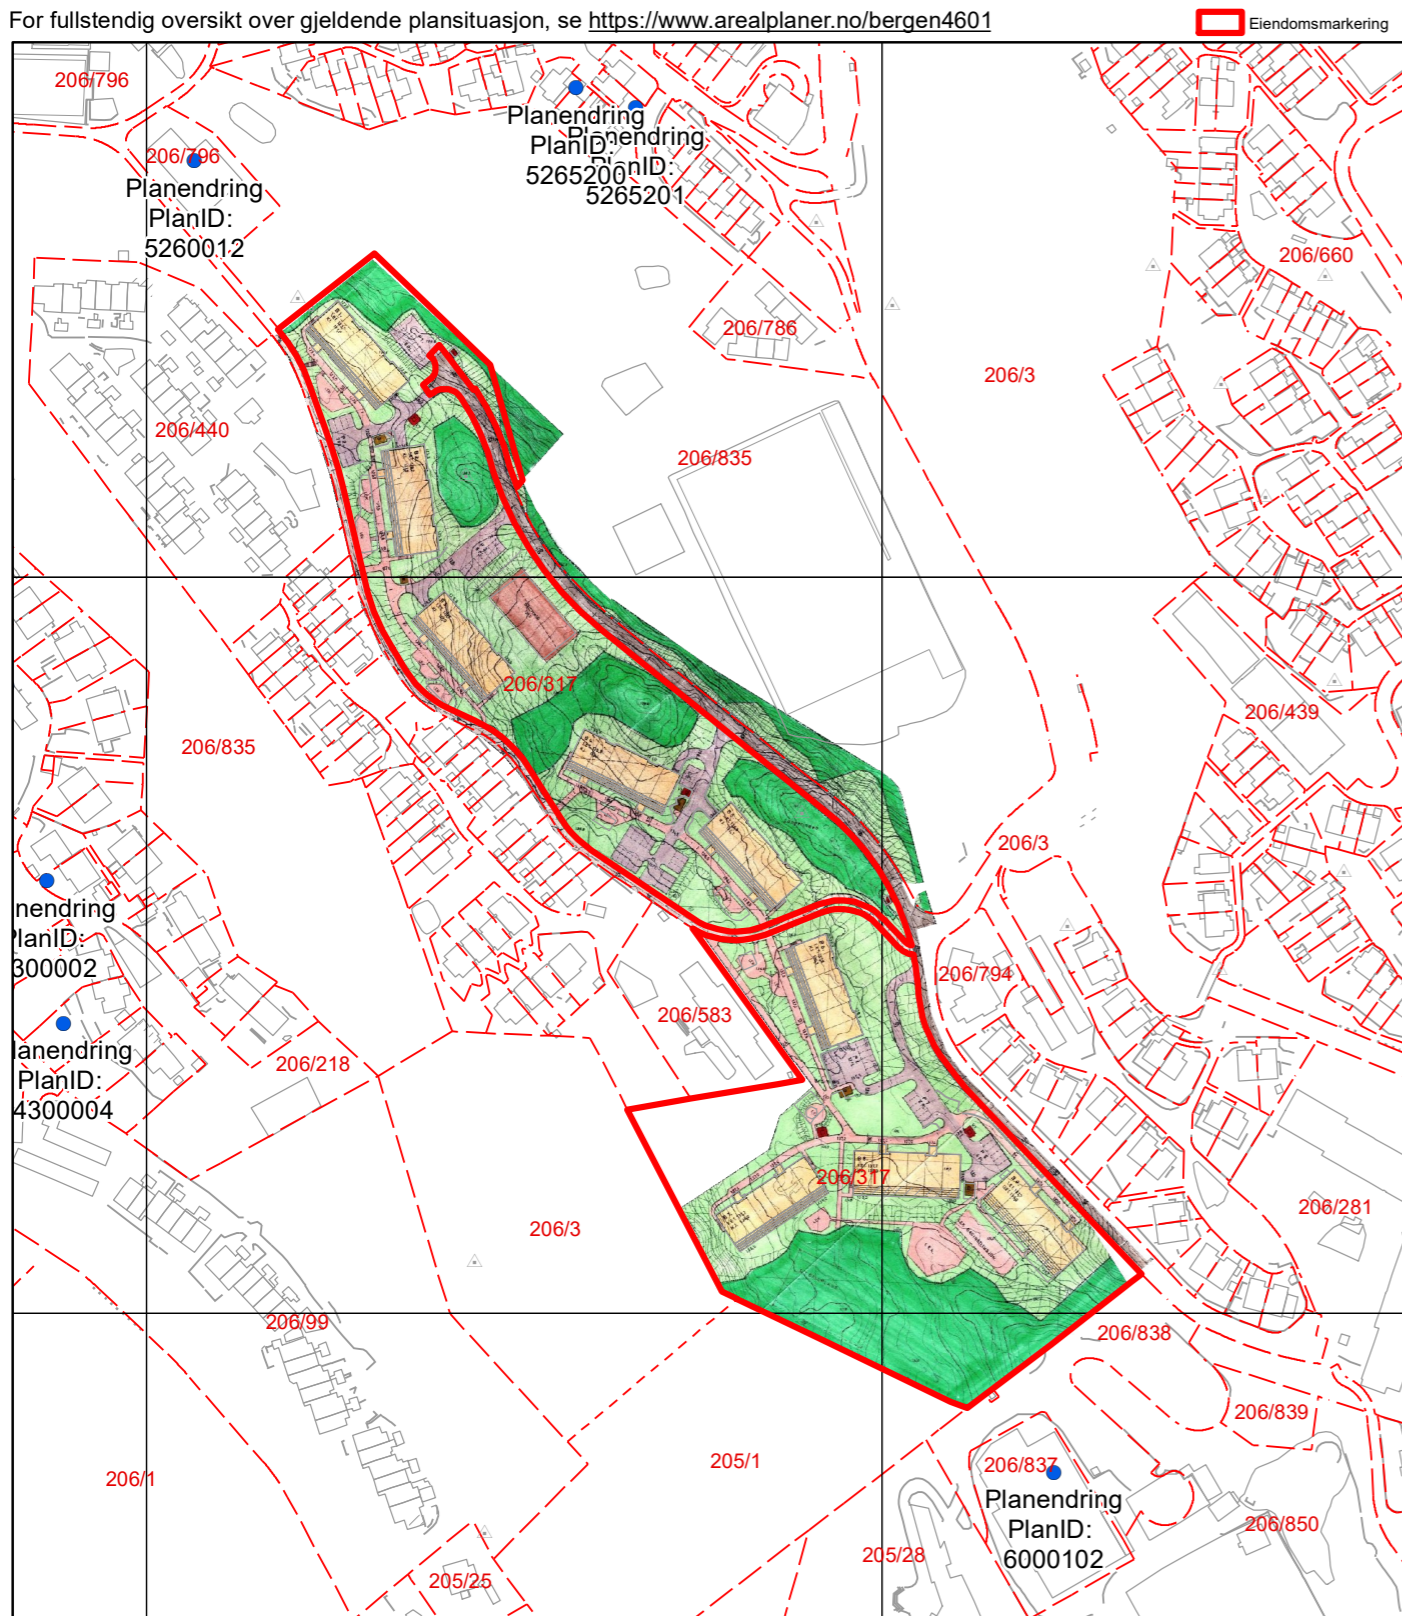 For fullstendig oversikt over gjeldende plansituasjon, se https://www.arealplaner.no/bergen4601
Eiendomsmarkering
206/796
206/796
Planendring
PlanID:
5260012
Planendring
PlanID:
5265200
Planendring
PlanID:
5265201
206/660
206/786
206/3
206/440
206/835
206/317
206/439
206/835
206/3
nendring
PlanID:
300002
206/794
206/583
lanendring
PlanID:
4300004
206/218
206/317
206/281
206/3
206/99
206/838
206/839
206/1
205/1
206/837
Planendring
PlanID:
6000102
206/850
205/28
205/25